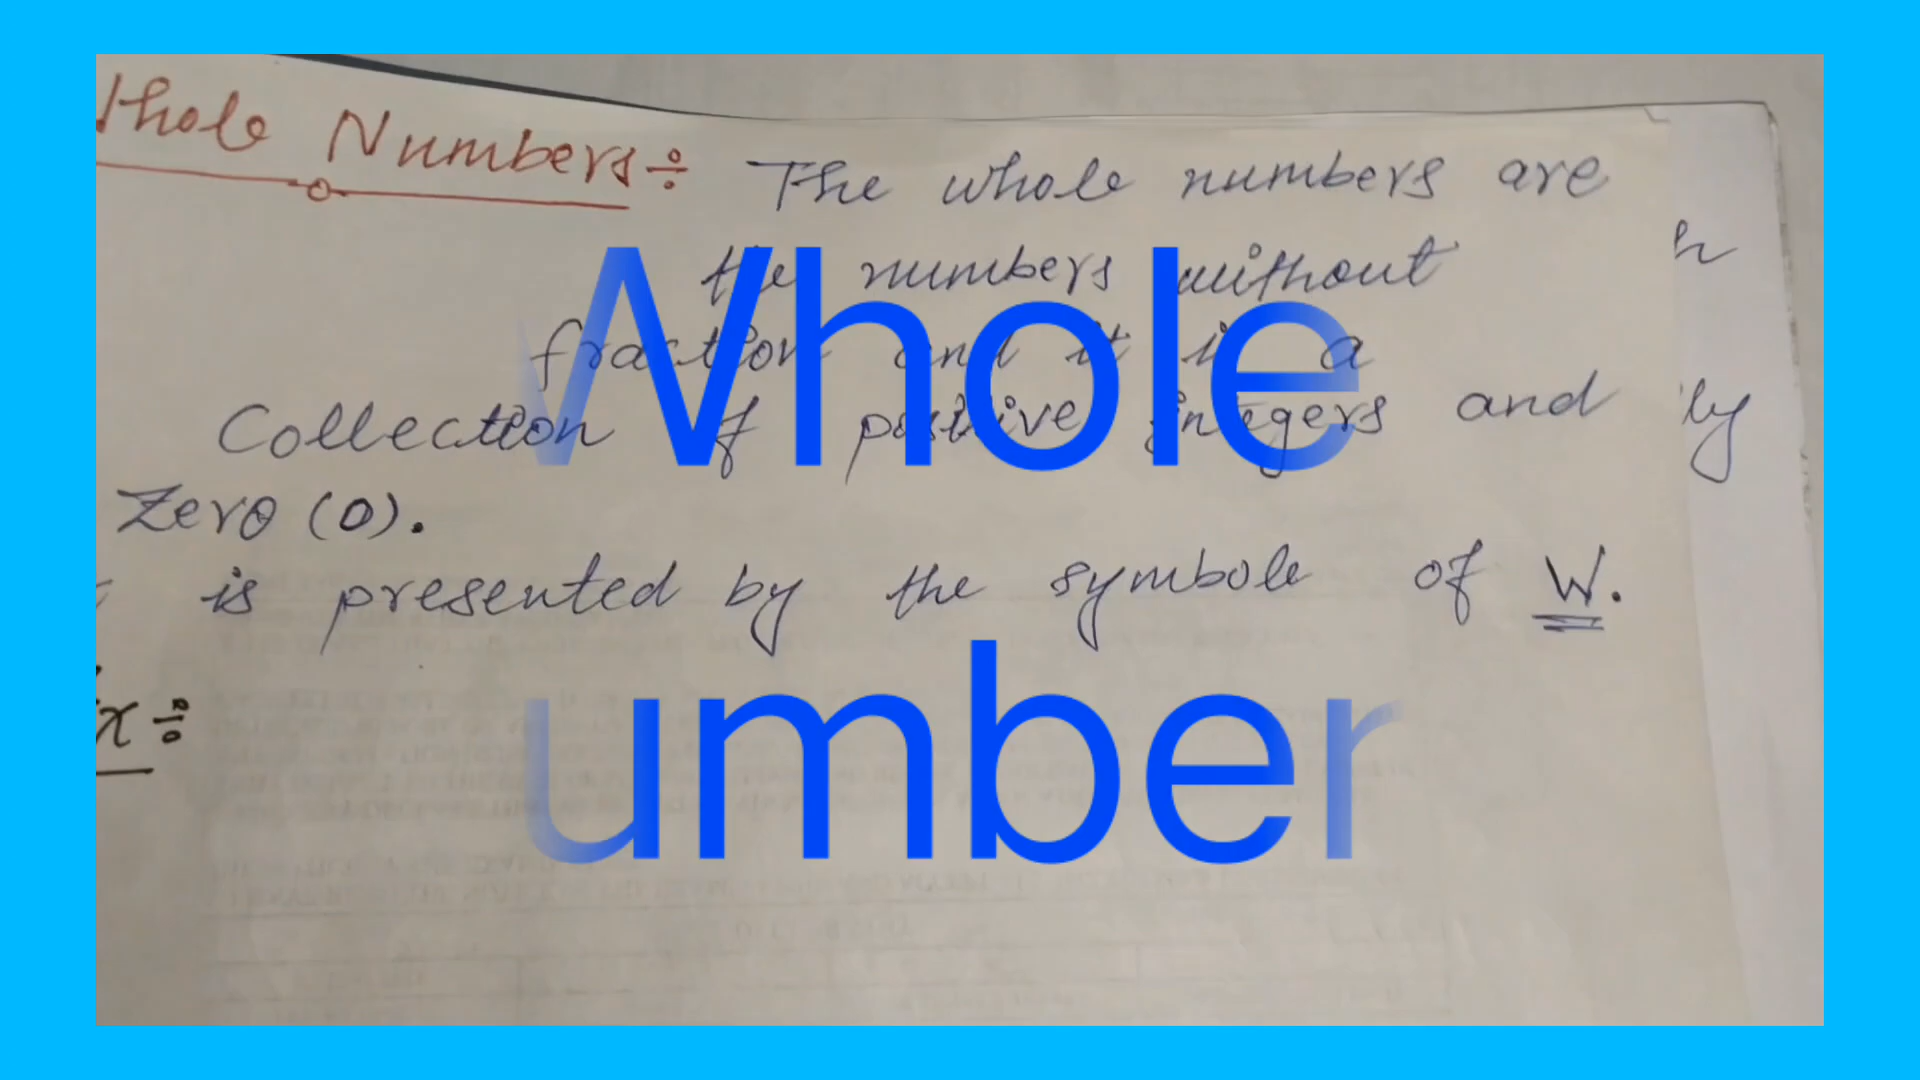 Whole Numbers ÷ The whole numbers are
the numbers without
fraction and it is a
Collection of positive integers and
Zero (0).
is presented by the symbole of W.
x ÷
h
ly
Whole
umber